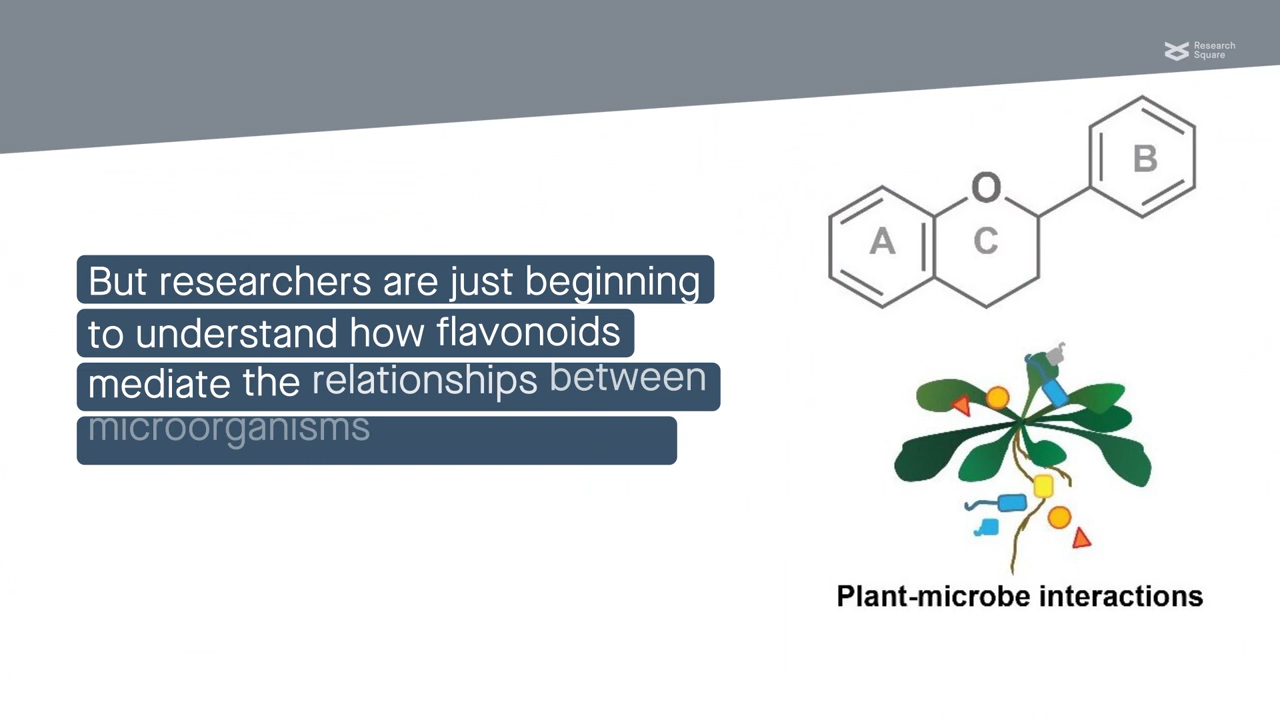 Research
Square
But researchers are just beginning
to understand how flavonoids
mediate the relationships between
microorganisms
O
A
B
C
Plant-microbe interactions